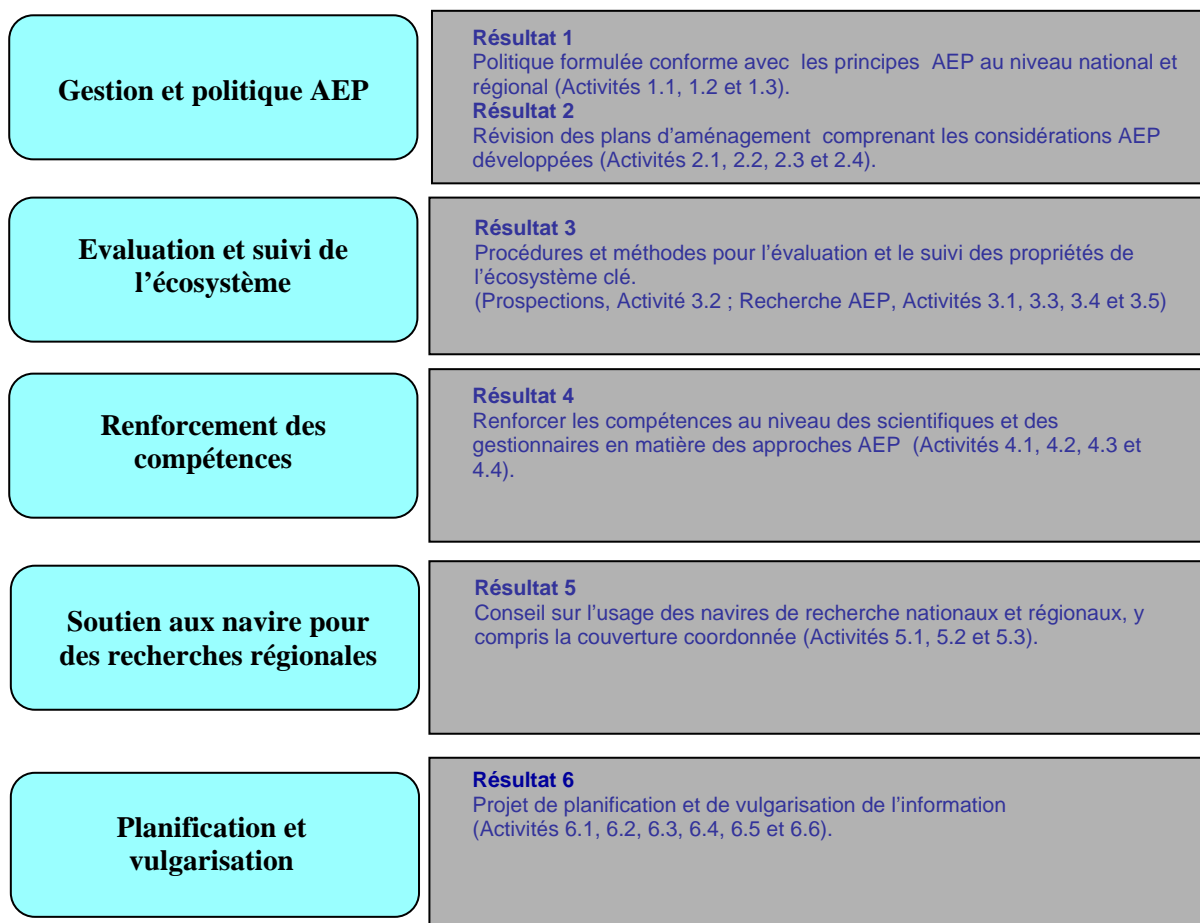 Gestion et politique AEP
Résultat 1
Politique formulée conforme avec les principes AEP au niveau national et
régional (Activités 1.1, 1.2 et 1.3).
Résultat 2
Révision des plans d'aménagement comprenant les considérations AEP
développées (Activités 2.1, 2.2, 2.3 et 2.4).
Evaluation et suivi de
l'écosystème
Résultat 3
Procédures et méthodes pour l'évaluation et le suivi des propriétés de
l'écosystème clé.
(Prospections, Activité 3.2 ; Recherche AEP, Activités 3.1, 3.3, 3.4 et 3.5)
Renforcement des
compétences
Résultat 4
Renforcer les compétences au niveau des scientifiques et des
gestionnaires en matière des approches AEP (Activités 4.1, 4.2, 4.3 et
4.4).
Soutien aux navire pour
des recherches régionales
Résultat 5
Conseil sur l'usage des navires de recherche nationaux et régionaux, y
compris la couverture coordonnée (Activités 5.1, 5.2 et 5.3).
Planification et
vulgarisation
Résultat 6
Projet de planification et de vulgarisation de l'information
(Activités 6.1, 6.2, 6.3, 6.4, 6.5 et 6.6).